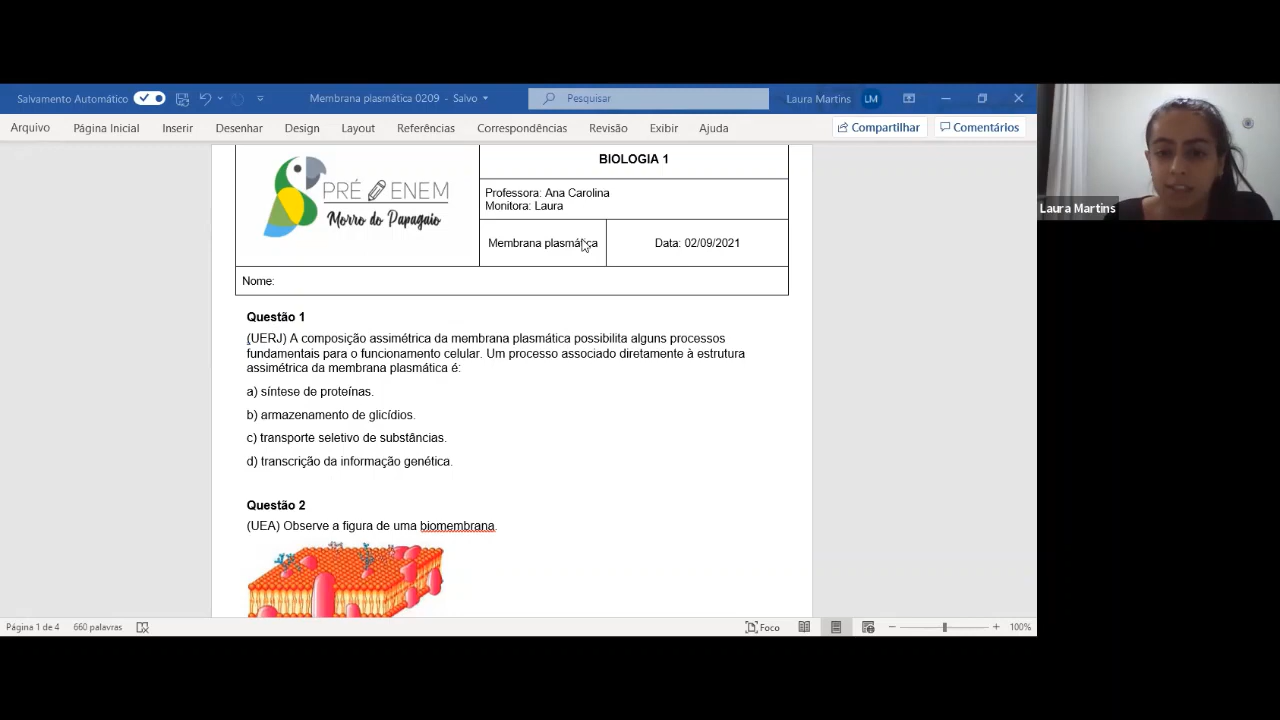 Salvamento Automático
Membrana plasmática 0209 - Salvo
Pesquisar
Laura Martins
LM
Arquivo
Página Inicial
Inserir
Desenhar
Design
Layout
Referências
Correspondências
Revisão
Exibir
Ajuda
Compartilhar
Comentários
Laura Martins
PRÉ ENEM
Morro do Papagaio
BIOLOGIA 1
Professora: Ana Carolina
Monitora: Laura
Membrana plasmática
Data: 02/09/2021
Nome:
Questão 1
(UERJ) A composição assimétrica da membrana plasmática possibilita alguns processos
fundamentais para o funcionamento celular. Um processo associado diretamente à estrutura
assimétrica da membrana plasmática é:
a) síntese de proteínas.
b) armazenamento de glicídios.
c) transporte seletivo de substâncias.
d) transcrição da informação genética.
Questão 2
(UEA) Observe a figura de uma biomembrana.
Página 1 de 4
660 palavras
Foco
100%